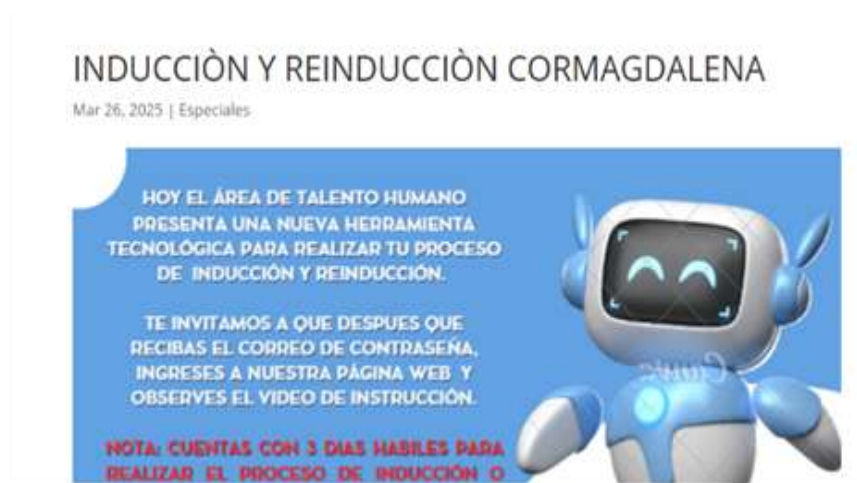 INDUCCIÒN Y REINDUCCIÒN CORMAGDALENA
Mar 26, 2025 | Especiales
HOY EL ÁREA DE TALENTO HUMANO
PRESENTA UNA NUEVA HERRAMIENTA
TECNOLÓGICA PARA REALIZAR TU PROCESO
DE INDUCCIÓN Y REINDUCCIÓN.
TE INVITAMOS A QUE DESPUES QUE
RECIBAS EL CORREO DE CONTRASEÑA,
INGRESES A NUESTRA PÁGINA WEB Y
OBSERVES EL VIDEO DE INSTRUCCIÓN.
NOTA: CUENTAS CON 3 DIAS HABILES PARA
REALIZAR EL PROCESO DE INDUCCIÓN O